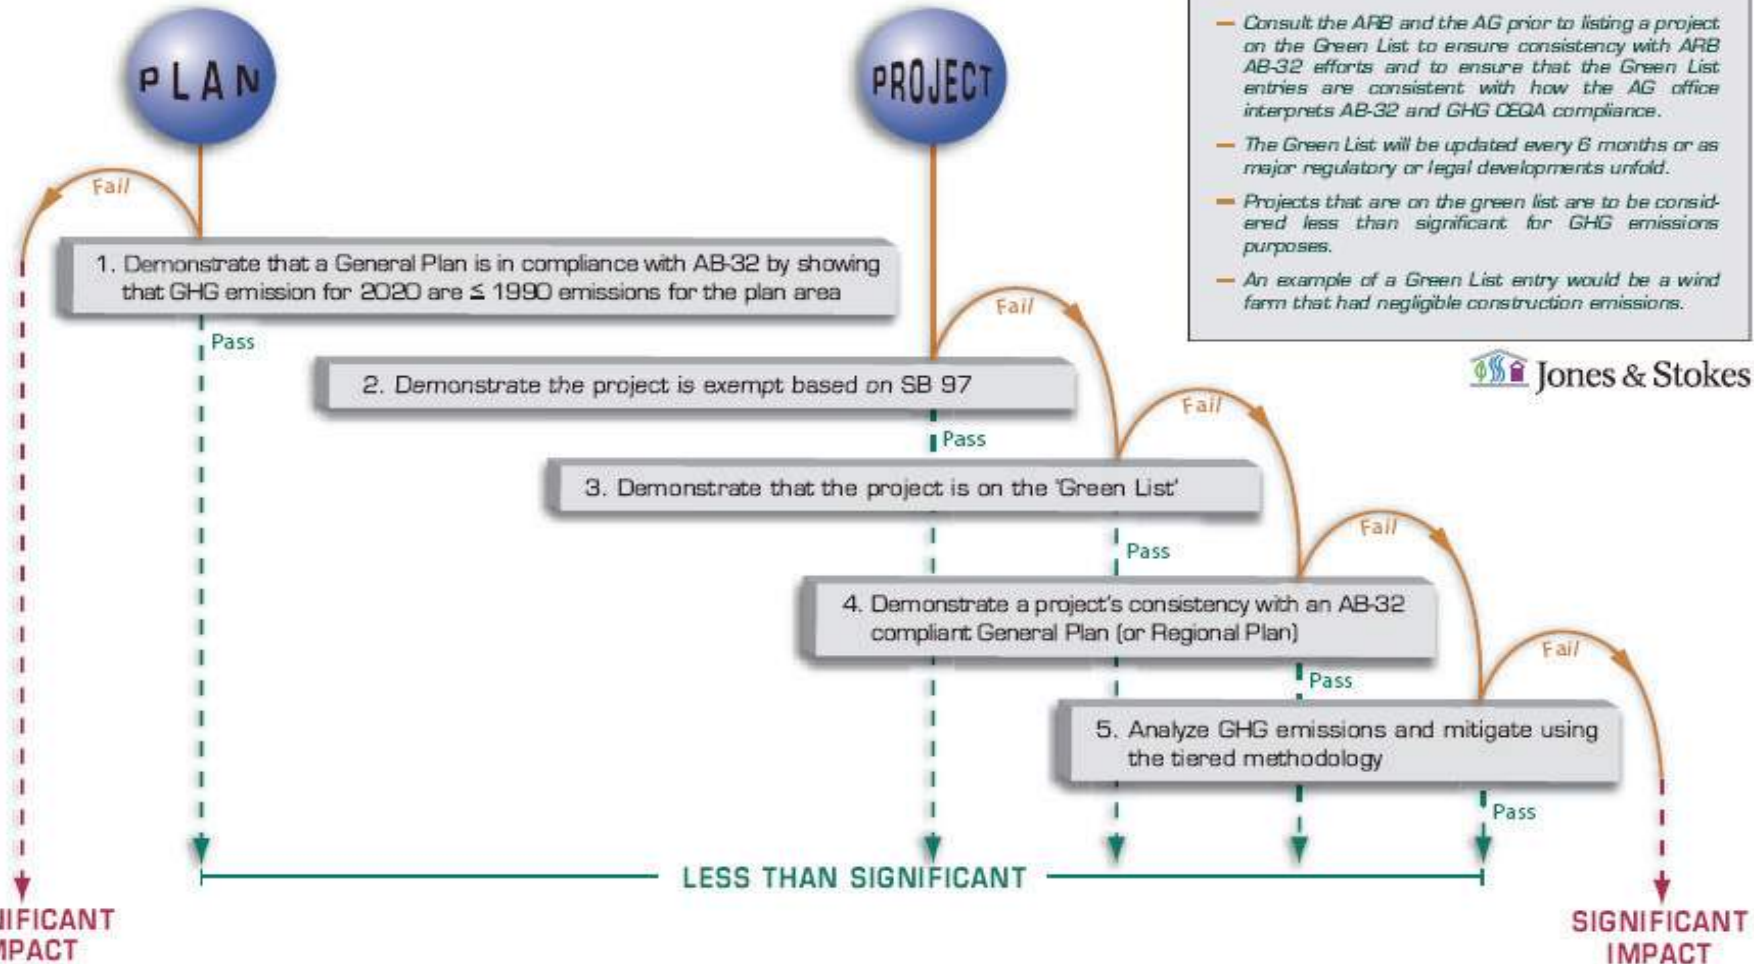 PLAN
PROJECT
— Consult the ARB and the AG prior to listing a project
on the Green List to ensure consistency with ARB
AB-32 efforts and to ensure that the Green List
entries are consistent with how the AG office
interprets AB-32 and GHG CEQA compliance.
— The Green List will be updated every 6 months or as
major regulatory or legal developments unfold.
— Projects that are on the green list are to be consid-
ered less than significant for GHG emissions
purposes.
— An example of a Green List entry would be a wind
farm that had negligible construction emissions.
Jones & Stokes
Fail
1. Demonstrate that a General Plan is in compliance with AB-32 by showing
that GHG emission for 2020 are ≤ 1990 emissions for the plan area
Pass
Fail
2. Demonstrate the project is exempt based on SB 97
Pass
Fail
3. Demonstrate that the project is on the 'Green List'
Pass
Fail
4. Demonstrate a project's consistency with an AB-32
compliant General Plan (or Regional Plan)
Pass
Fail
5. Analyze GHG emissions and mitigate using
the tiered methodology
Pass
LESS THAN SIGNIFICANT
NIFICANT
MPACT
SIGNIFICANT
IMPACT